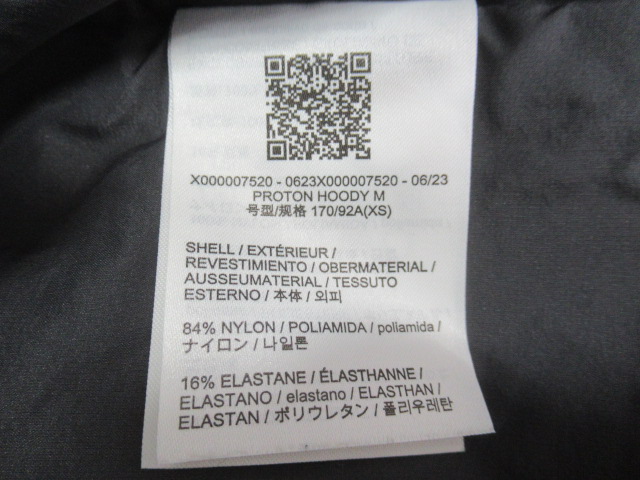 X000007520 - 0623X000007520 - 06/23
PROTON HOODY M
号型/规格 170/92A(XS)
SHELL / EXTÉRIEUR /
REVESTIMIENTO / OBERMATERIAL /
AUSSEUMATERIAL / TESSUTO
ESTERNO / 本体 / 외피
84% NYLON / POLIAMIDA / poliamida /
ナイロン / 나일론
16% ELASTANE / ÉLASTHANNE /
ELASTANO / elastano / ELASTHAN /
ELASTAN / ポリウレタン / 폴리우레탄